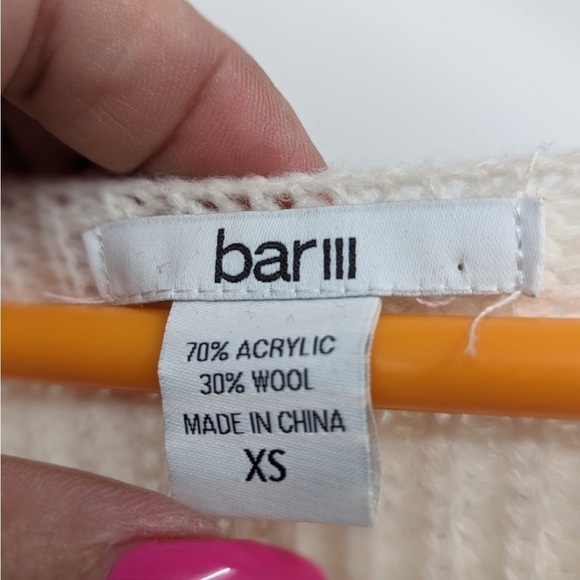 bar III
70% ACRYLIC
30% WOOL
MADE IN CHINA
XS